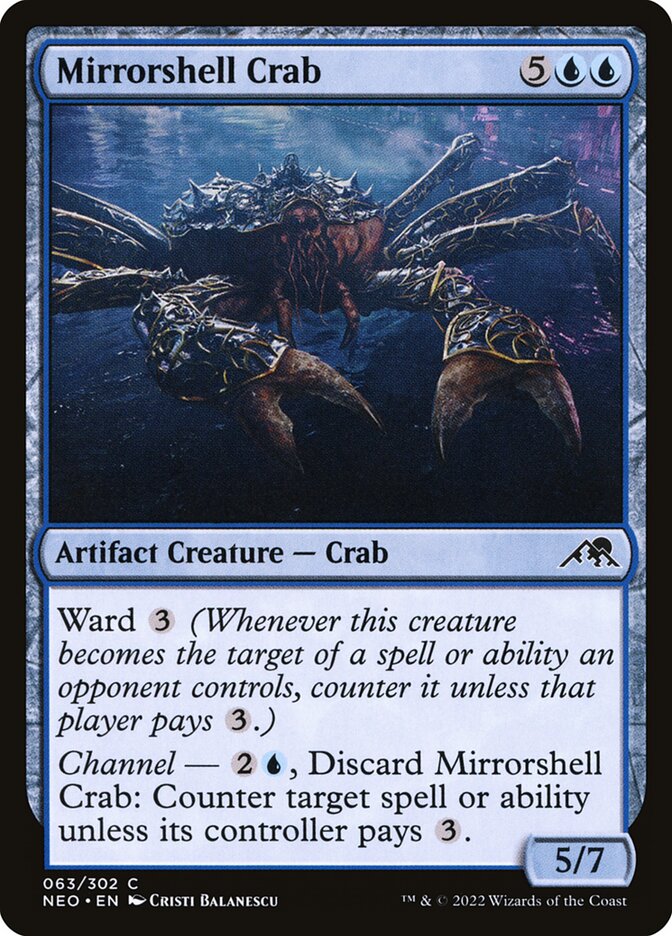 Mirrorshell Crab 5
Artifact Creature — Crab
Ward 3 (Whenever this creature
becomes the target of a spell or ability an
opponent controls, counter it unless that
player pays 3.)
Channel — 2, Discard Mirrorshell
Crab: Counter target spell or ability
unless its controller pays 3.
5/7
063/302 C
NEO • EN Cristi Balanescu
™ & © 2022 Wizards of the Coast